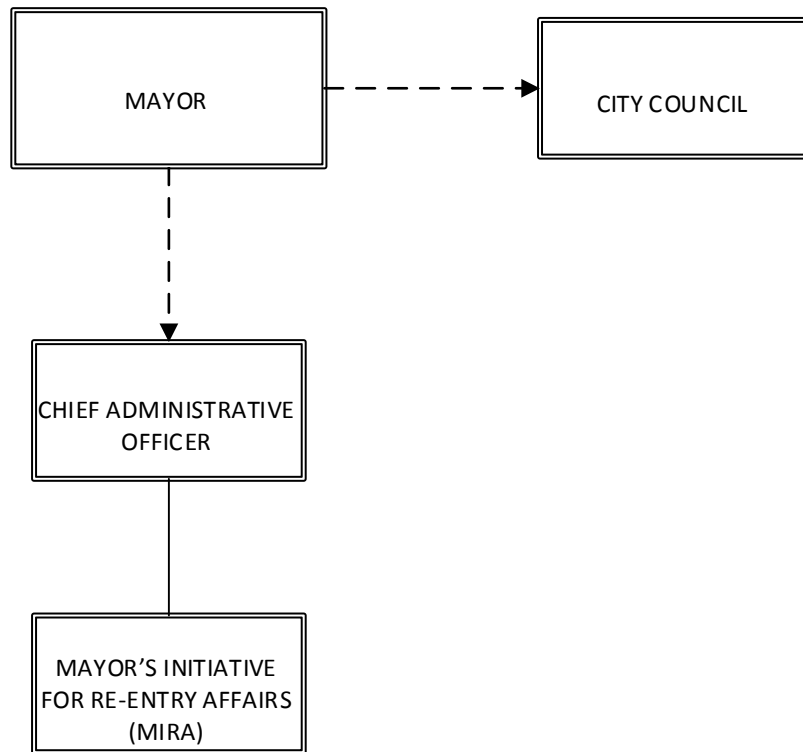 MAYOR
CITY COUNCIL
CHIEF ADMINISTRATIVE
OFFICER
MAYOR’S INITIATIVE
FOR RE-ENTRY AFFAIRS
(MIRA)